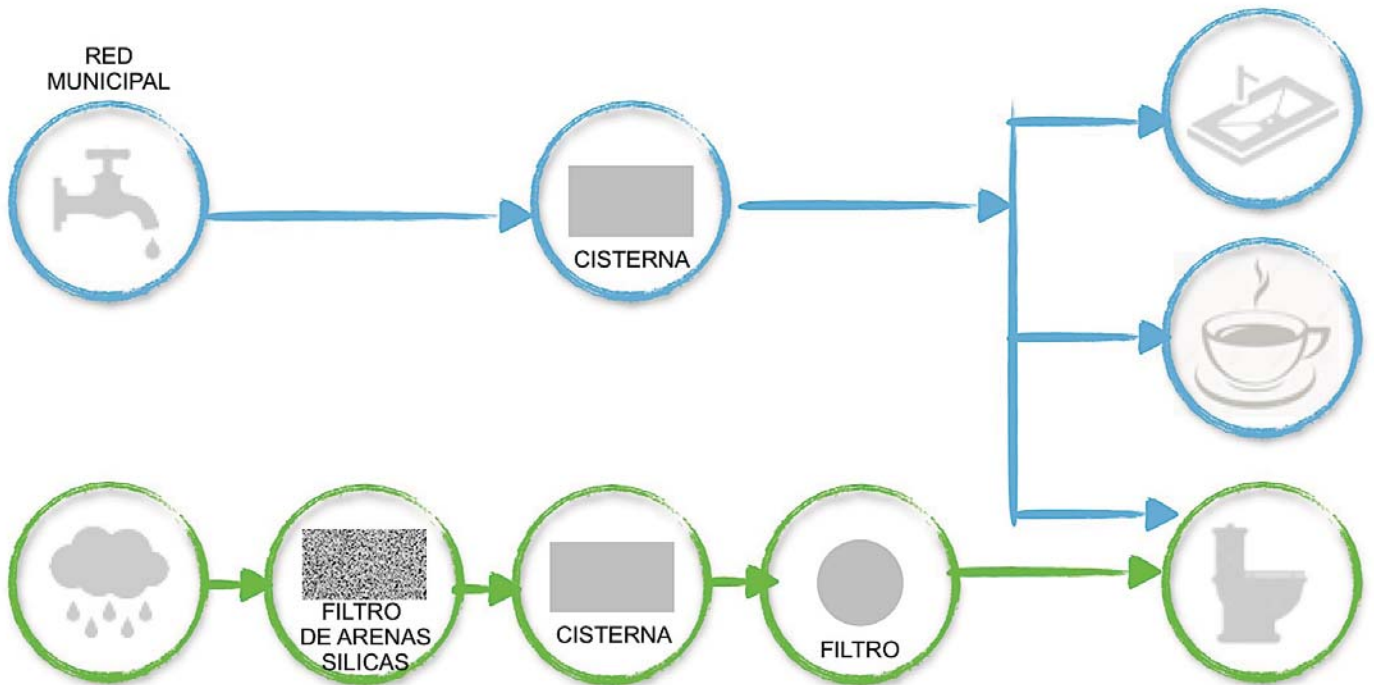 RED
MUNICIPAL
CISTERNA
FILTRO
DE ARENAS
SILICAS
CISTERNA
FILTRO